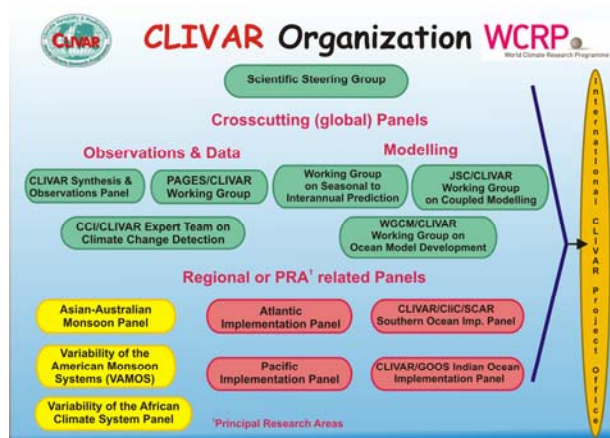 CLIVAR
CLIVAR Organization
WCRP
World Climate Research Programme
Scientific Steering Group
Crosscutting (global) Panels
Observations & Data
Modelling
CLIVAR Synthesis &
Observations Panel
PAGES/CLIVAR
Working Group
Working Group
on Seasonal to
Interannual Prediction
JSC/CLIVAR
Working Group
on Coupled Modelling
CCI/CLIVAR Expert Team on
Climate Change Detection
WGCM/CLIVAR
Working Group on
Ocean Model Development
Regional or PRA¹ related Panels
Asian-Australian
Monsoon Panel
Atlantic
Implementation Panel
CLIVAR/CliC/SCAR
Southern Ocean Imp. Panel
Variability of the
American Monsoon
Systems (VAMOS)
Pacific
Implementation Panel
CLIVAR/GOOS Indian Ocean
Implementation Panel
Variability of the African
Climate System Panel
¹Principal Research Areas
International CLIVAR Project Office